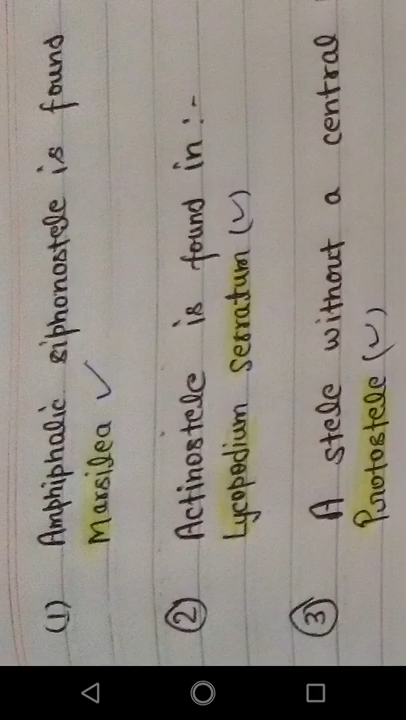 (1) Amphiphalic siphonostele is found
Marsilea ✓
(2) Actinostele is found in :-
Lycopodium serratum (✓)
(3) A stele without a central
Protostele (✓)